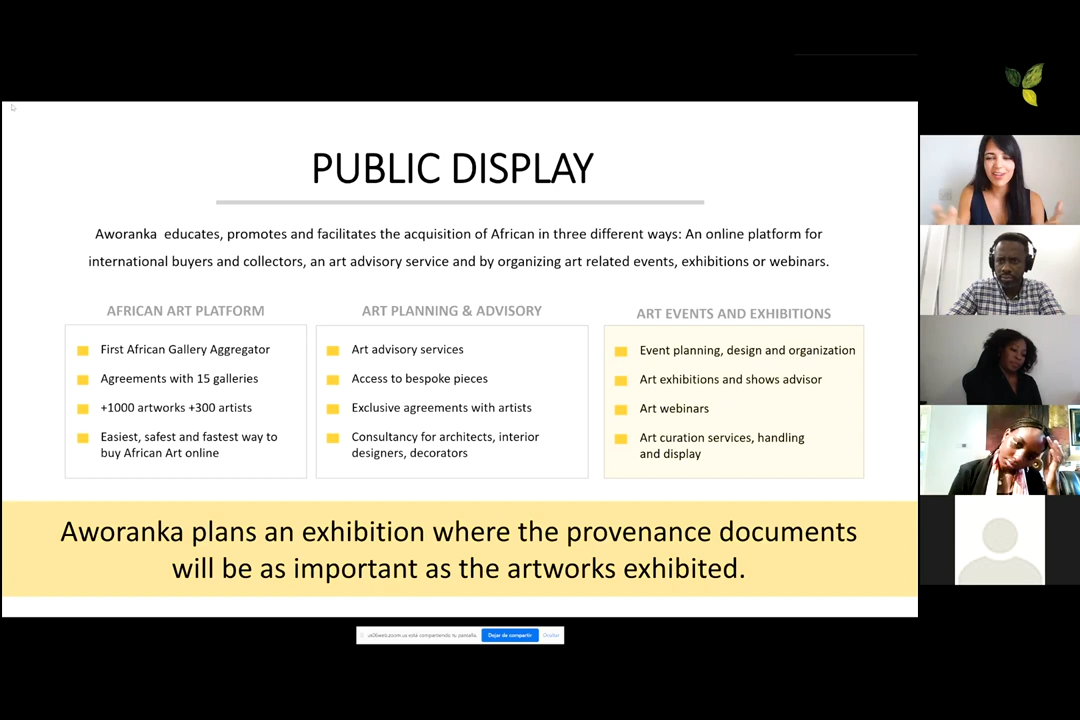 PUBLIC DISPLAY
Aworanka educates, promotes and facilitates the acquisition of African in three different ways: An online platform for
international buyers and collectors, an art advisory service and by organizing art related events, exhibitions or webinars.
AFRICAN ART PLATFORM
First African Gallery Aggregator
Agreements with 15 galleries
+1000 artworks +300 artists
Easiest, safest and fastest way to
buy African Art online
ART PLANNING & ADVISORY
Art advisory services
Access to bespoke pieces
Exclusive agreements with artists
Consultancy for architects, interior
designers, decorators
ART EVENTS AND EXHIBITIONS
Event planning, design and organization
Art exhibitions and shows advisor
Art webinars
Art curation services, handling
and display
Aworanka plans an exhibition where the provenance documents
will be as important as the artworks exhibited.
está compartiendo tu pantalla. Dejar de compartir Ocultar